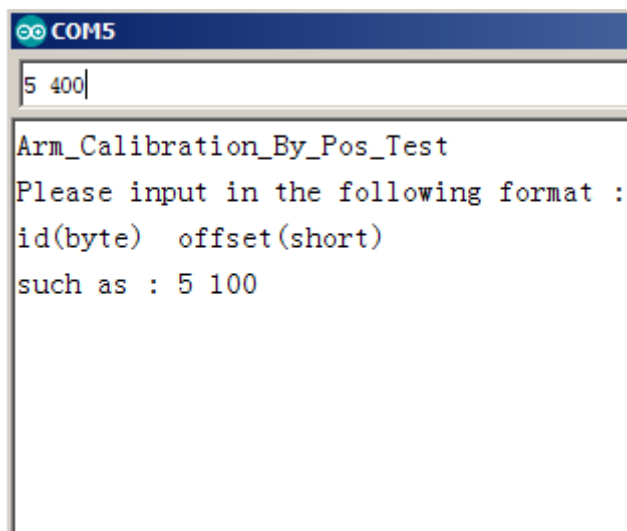 COM5
5 400
Arm_Calibration_By_Pos_Test
Please input in the following format :
id(byte)  offset(short)
such as : 5 100